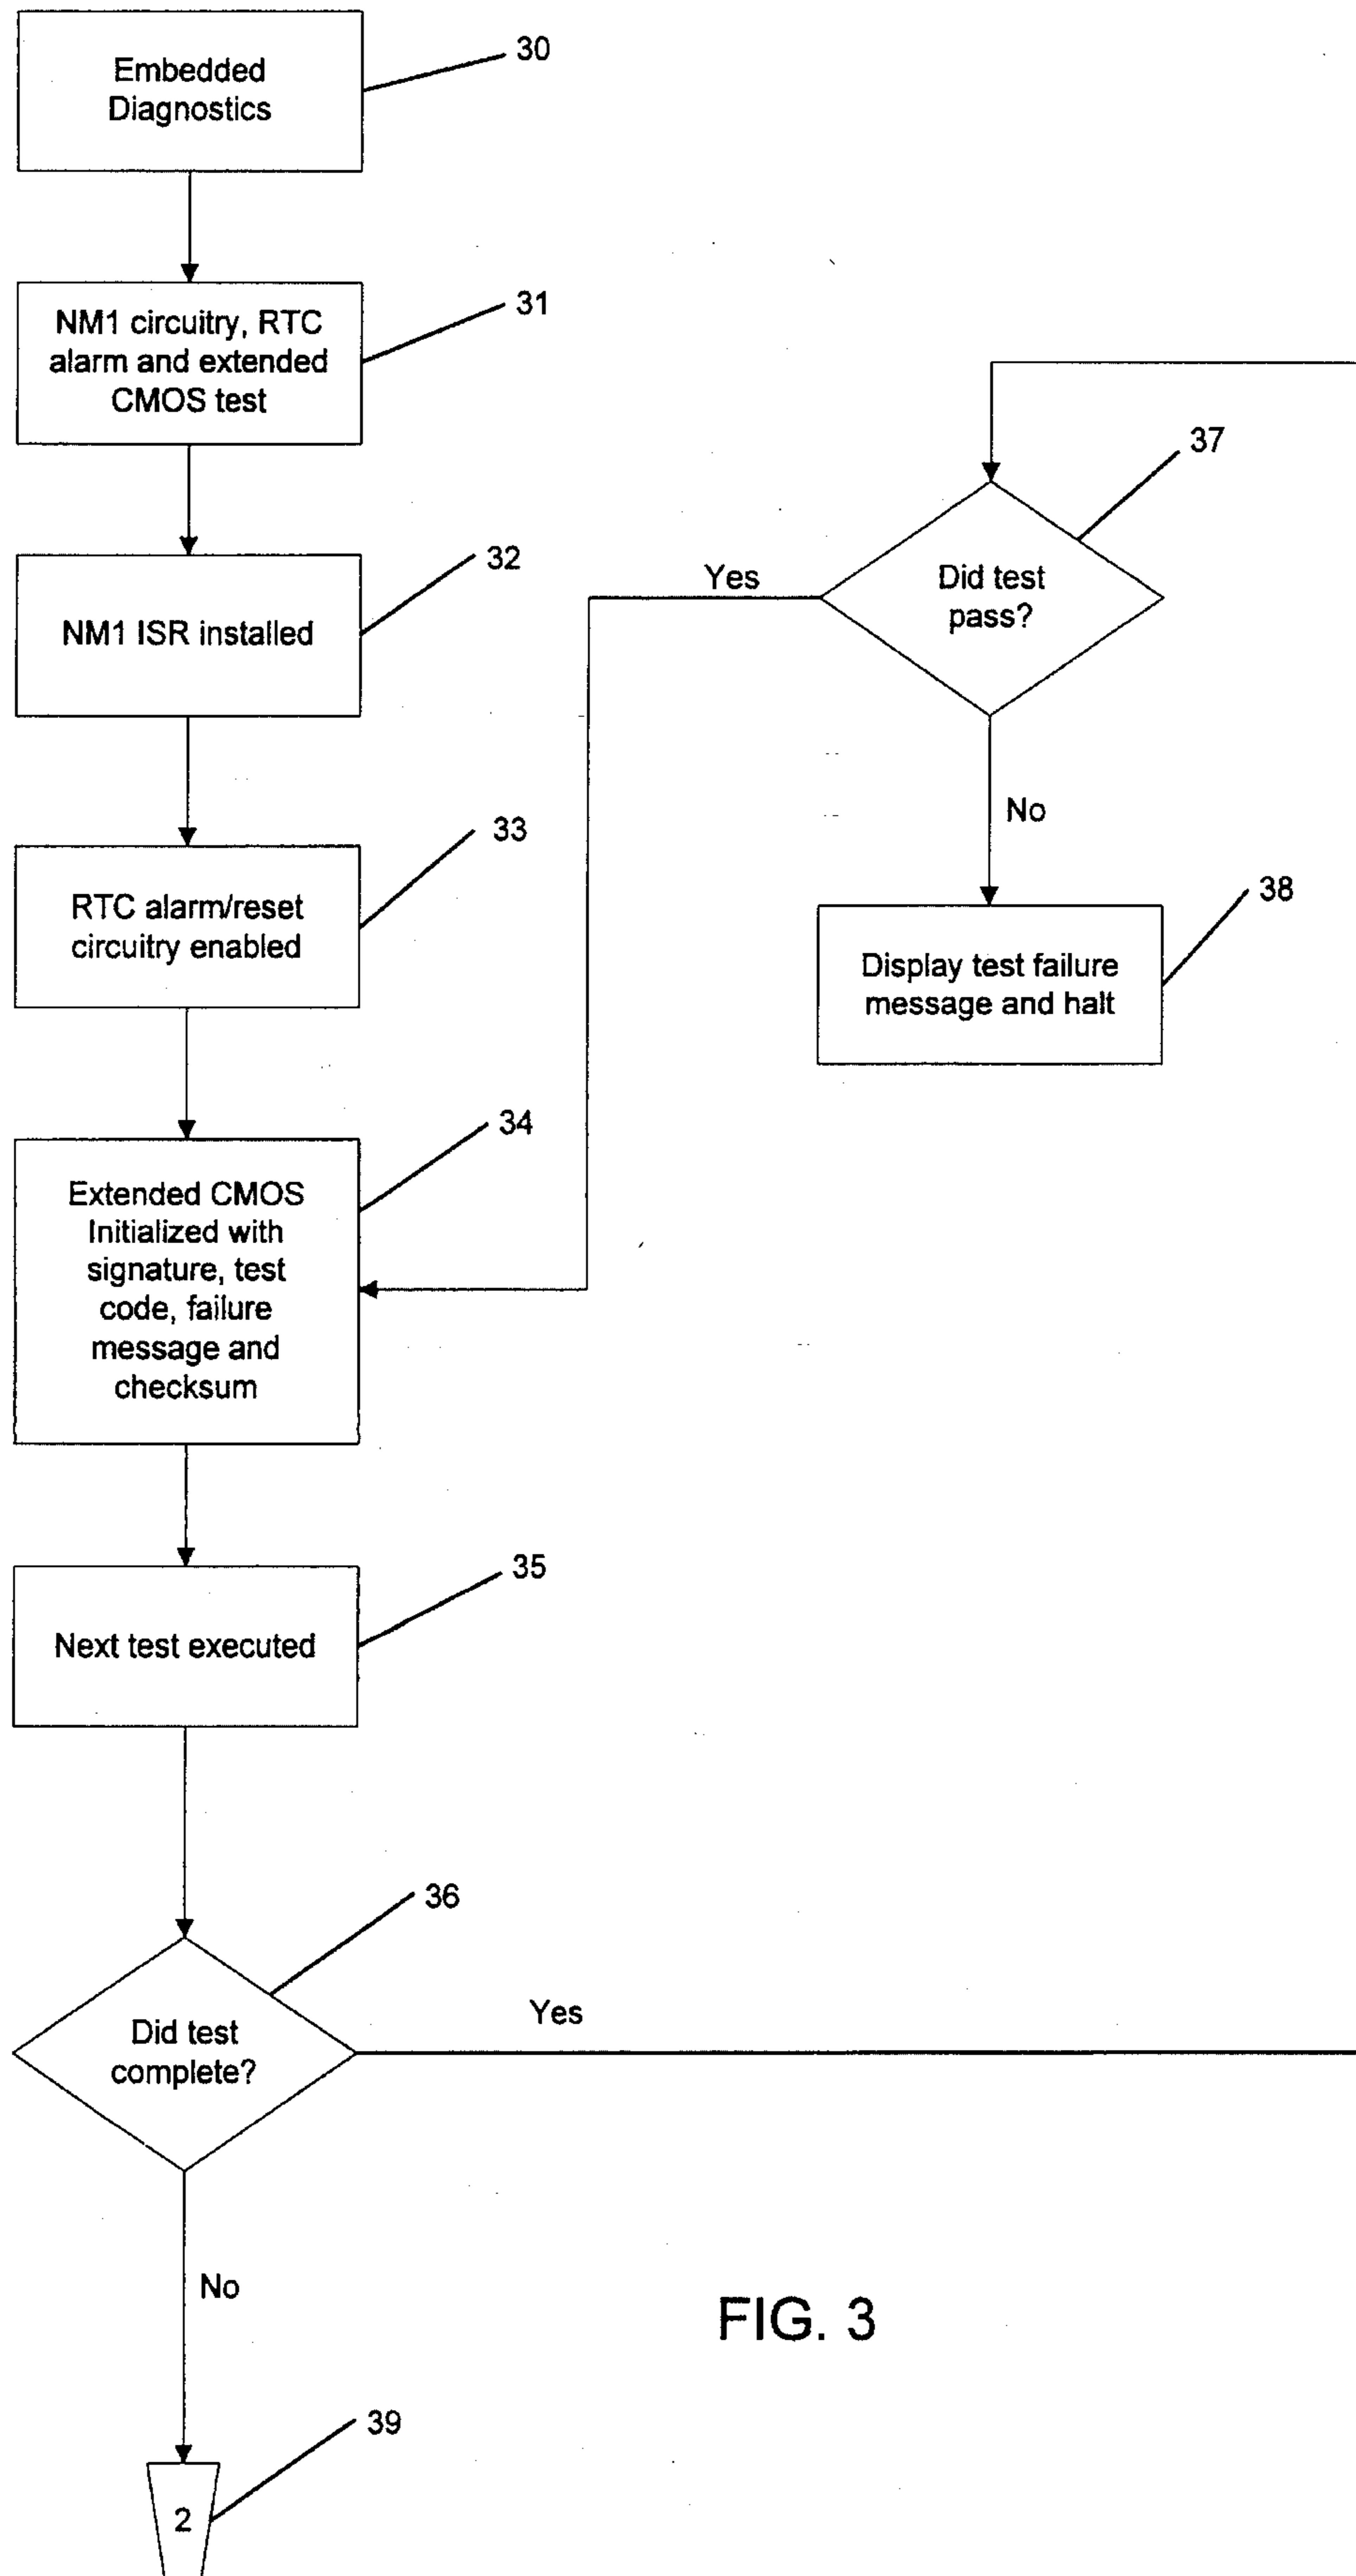 Embedded
Diagnostics
30
NM1 circuitry, RTC
alarm and extended
CMOS test
31
NM1 ISR installed
32
RTC alarm/reset
circuitry enabled
33
Extended CMOS
Initialized with
signature, test
code, failure
message and
checksum
34
Next test executed
35
Did test
complete?
36
Yes
No
2
39
Did test
pass?
37
Yes
No
Display test failure
message and halt
38
FIG. 3